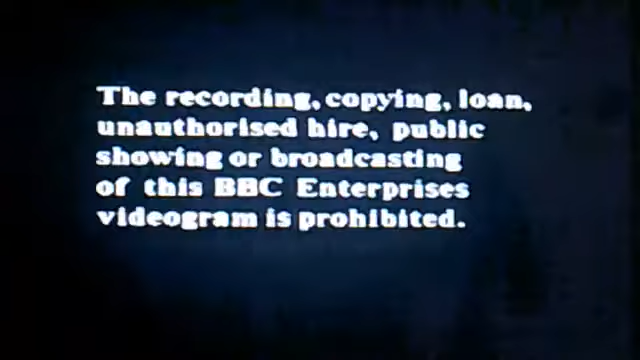 The recording, copying, loan,
unauthorised hire, public
showing or broadcasting
of this BBC Enterprises
videogram is prohibited.